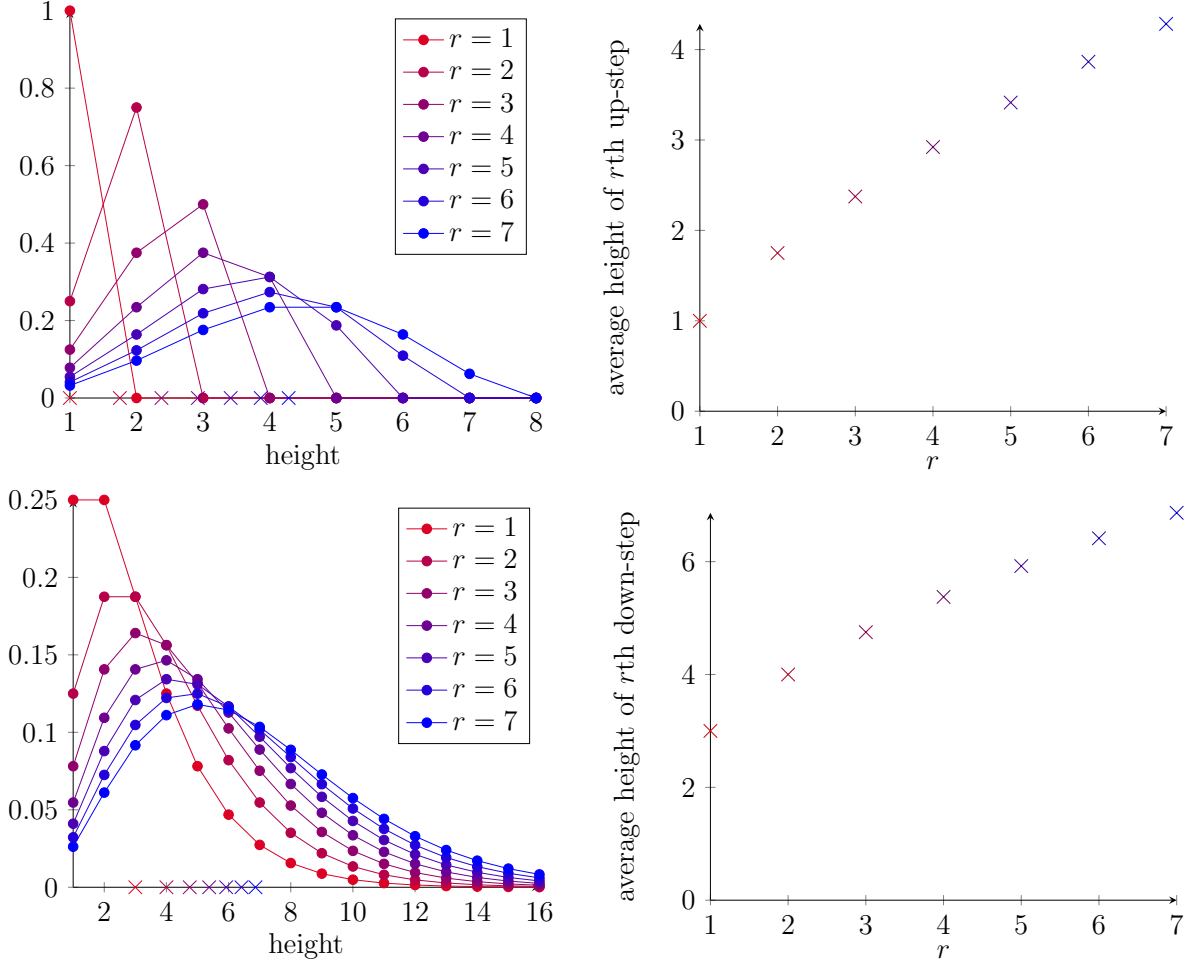 1
0.8
0.6
0.4
0.2
0
1 2 3 4 5 6 7 8
height
r = 1
r = 2
r = 3
r = 4
r = 5
r = 6
r = 7
average height of rth up-step
4
3
2
1
0
1 2 3 4 5 6 7
r
0.25
0.2
0.15
0.1
0.05
0
2 4 6 8 10 12 14 16
height
r = 1
r = 2
r = 3
r = 4
r = 5
r = 6
r = 7
average height of rth down-step
6
4
2
0
1 2 3 4 5 6 7
r